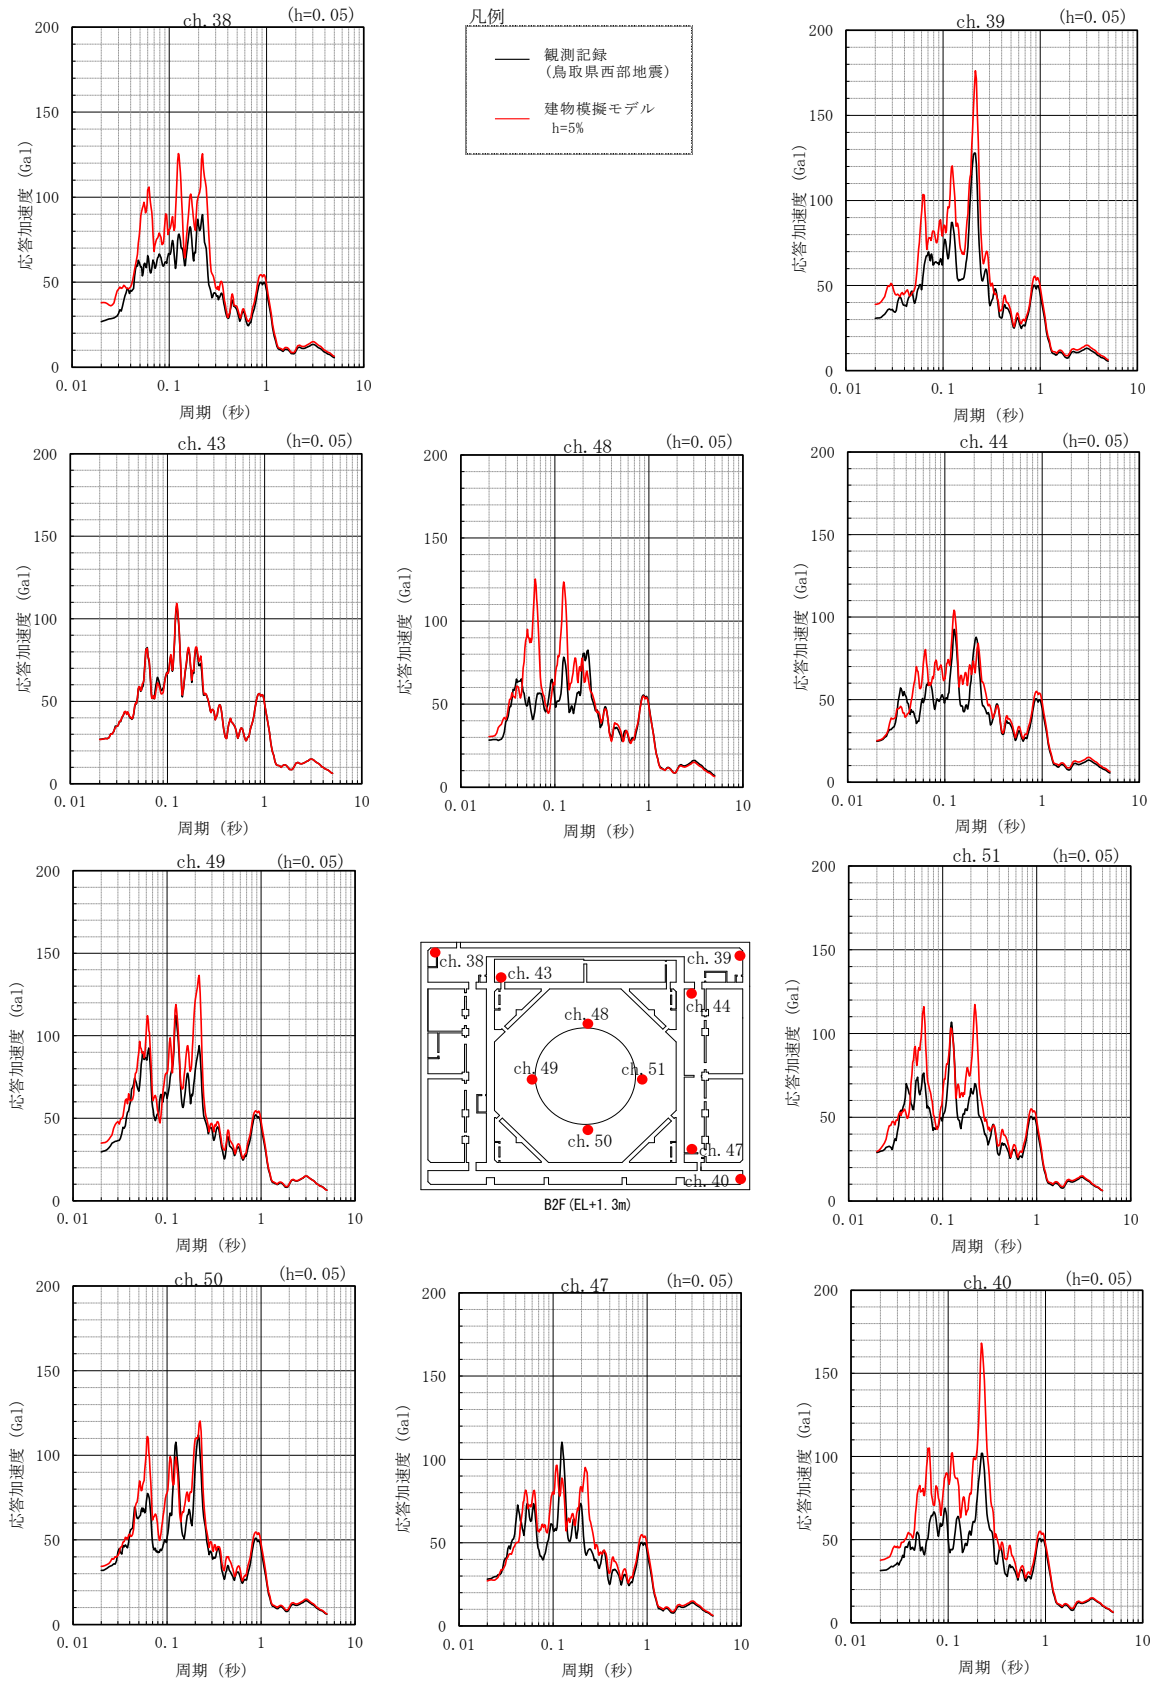 ch.38 (h=0.05)
200
150
100
50
0
0.01 0.1 1 10
応答加速度 (Gal)
周期 (秒)
凡例
観測記録
(鳥取県西部地震)
建物模擬モデル
h=5%
ch.39 (h=0.05)
200
150
100
50
0
0.01 0.1 1 10
応答加速度 (Gal)
周期 (秒)
ch.43 (h=0.05)
200
150
100
50
0
0.01 0.1 1 10
応答加速度 (Gal)
周期 (秒)
ch.48 (h=0.05)
200
150
100
50
0
0.01 0.1 1 10
応答加速度 (Gal)
周期 (秒)
ch.44 (h=0.05)
200
150
100
50
0
0.01 0.1 1 10
応答加速度 (Gal)
周期 (秒)
ch.49 (h=0.05)
200
150
100
50
0
0.01 0.1 1 10
応答加速度 (Gal)
周期 (秒)
ch.38
ch.39
ch.43
ch.44
ch.48
ch.49
ch.51
ch.50
ch.47
ch.40
B2F(EL+1.3m)
ch.51 (h=0.05)
200
150
100
50
0
0.01 0.1 1 10
応答加速度 (Gal)
周期 (秒)
ch.50 (h=0.05)
200
150
100
50
0
0.01 0.1 1 10
応答加速度 (Gal)
周期 (秒)
ch.47 (h=0.05)
200
150
100
50
0
0.01 0.1 1 10
応答加速度 (Gal)
周期 (秒)
ch.40 (h=0.05)
200
150
100
50
0
0.01 0.1 1 10
応答加速度 (Gal)
周期 (秒)